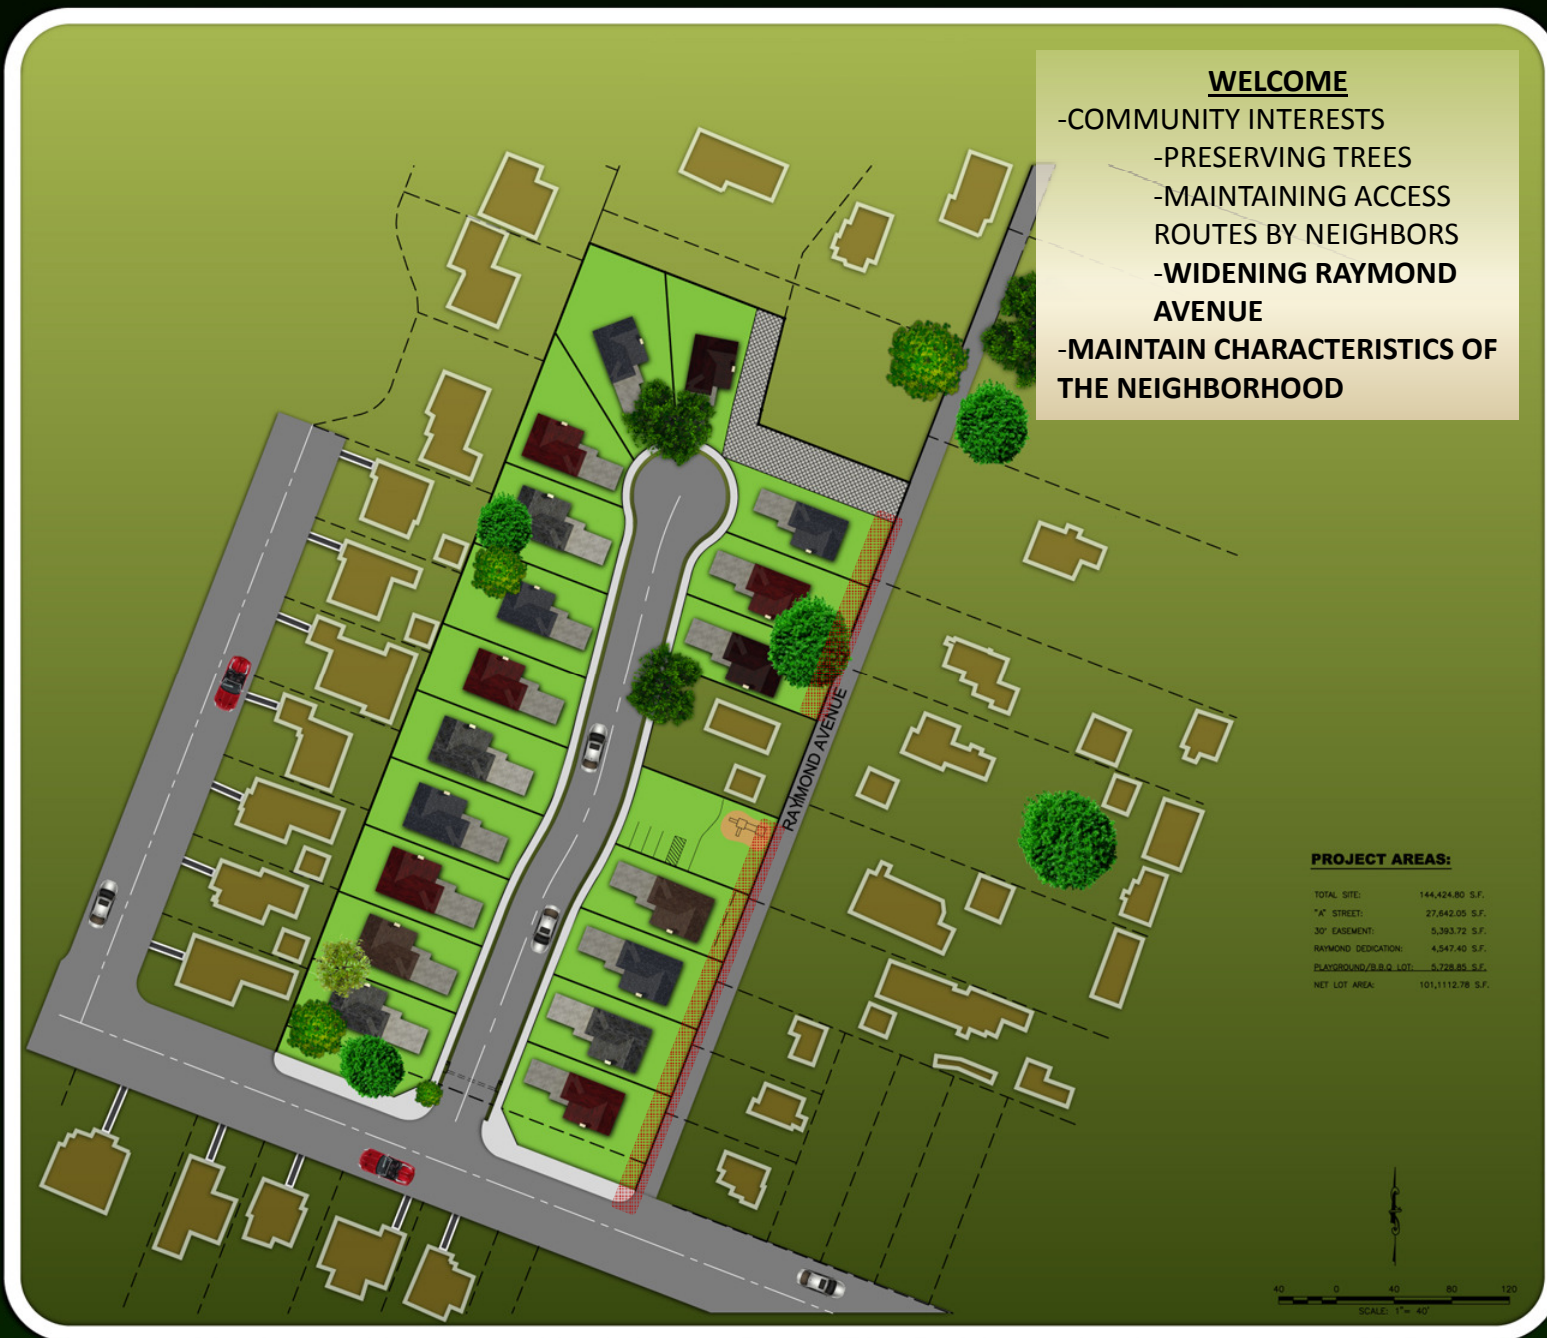 WELCOME
-COMMUNITY INTERESTS
-PRESERVING TREES
-MAINTAINING ACCESS
ROUTES BY NEIGHBORS
-WIDENING RAYMOND
AVENUE
-MAINTAIN CHARACTERISTICS OF
THE NEIGHBORHOOD
RAYMOND AVENUE
PROJECT AREAS:
TOTAL SITE: 144,424.80 S.F.
"A" STREET: 27,642.05 S.F.
30' EASEMENT: 5,393.72 S.F.
RAYMOND DEDICATION: 4,547.40 S.F.
PLAYGROUND/B.B.Q LOT: 5,728.85 S.F.
NET LOT AREA: 101,1112.78 S.F.
40 0 40 80 120
SCALE: 1"= 40'